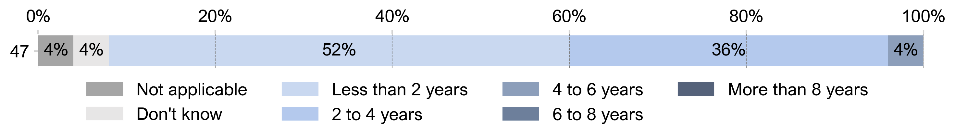 0% 20% 40% 60% 80% 100%
47 4% 4% 52% 36% 4%
Not applicable Less than 2 years 4 to 6 years More than 8 years
Don't know 2 to 4 years 6 to 8 years